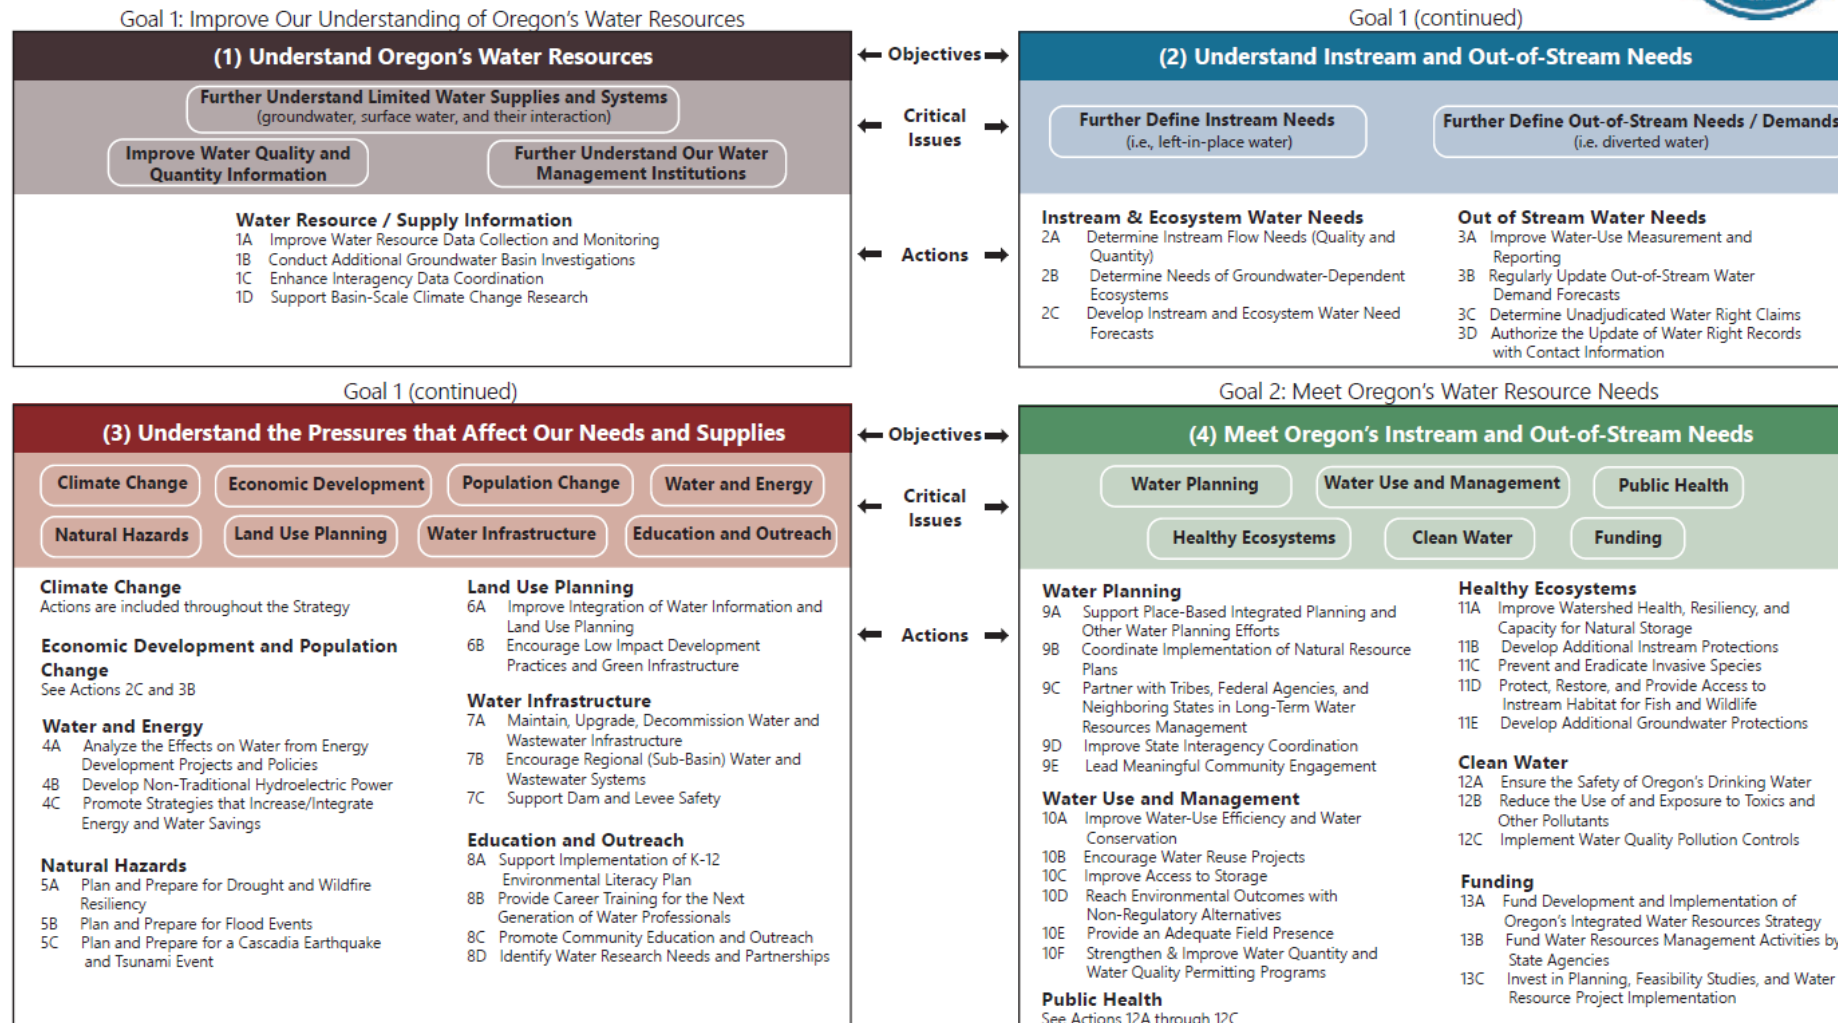 Goal 1: Improve Our Understanding of Oregon's Water Resources
(1) Understand Oregon's Water Resources
Further Understand Limited Water Supplies and Systems
(groundwater, surface water, and their interaction)
Improve Water Quality and
Quantity Information
Further Understand Our Water
Management Institutions
Water Resource / Supply Information
1A Improve Water Resource Data Collection and Monitoring
1B Conduct Additional Groundwater Basin Investigations
1C Enhance Interagency Data Coordination
1D Support Basin-Scale Climate Change Research
Objectives
Critical
Issues
Actions
Goal 1 (continued)
(2) Understand Instream and Out-of-Stream Needs
Further Define Instream Needs
(i.e., left-in-place water)
Further Define Out-of-Stream Needs / Demands
(i.e. diverted water)
Instream & Ecosystem Water Needs
2A Determine Instream Flow Needs (Quality and
Quantity)
2B Determine Needs of Groundwater-Dependent
Ecosystems
2C Develop Instream and Ecosystem Water Need
Forecasts
Out of Stream Water Needs
3A Improve Water-Use Measurement and
Reporting
3B Regularly Update Out-of-Stream Water
Demand Forecasts
3C Determine Unadjudicated Water Right Claims
3D Authorize the Update of Water Right Records
with Contact Information
Goal 1 (continued)
(3) Understand the Pressures that Affect Our Needs and Supplies
Climate Change
Economic Development
Population Change
Water and Energy
Natural Hazards
Land Use Planning
Water Infrastructure
Education and Outreach
Climate Change
Actions are included throughout the Strategy
Economic Development and Population
Change
See Actions 2C and 3B
Water and Energy
4A Analyze the Effects on Water from Energy
Development Projects and Policies
4B Develop Non-Traditional Hydroelectric Power
4C Promote Strategies that Increase/Integrate
Energy and Water Savings
Natural Hazards
5A Plan and Prepare for Drought and Wildfire
Resiliency
5B Plan and Prepare for Flood Events
5C Plan and Prepare for a Cascadia Earthquake
and Tsunami Event
Land Use Planning
6A Improve Integration of Water Information and
Land Use Planning
6B Encourage Low Impact Development
Practices and Green Infrastructure
Water Infrastructure
7A Maintain, Upgrade, Decommission Water and
Wastewater Infrastructure
7B Encourage Regional (Sub-Basin) Water and
Wastewater Systems
7C Support Dam and Levee Safety
Education and Outreach
8A Support Implementation of K-12
Environmental Literacy Plan
8B Provide Career Training for the Next
Generation of Water Professionals
8C Promote Community Education and Outreach
8D Identify Water Research Needs and Partnerships
Objectives
Critical
Issues
Actions
Goal 2: Meet Oregon's Water Resource Needs
(4) Meet Oregon's Instream and Out-of-Stream Needs
Water Planning
Water Use and Management
Public Health
Healthy Ecosystems
Clean Water
Funding
Water Planning
9A Support Place-Based Integrated Planning and
Other Water Planning Efforts
9B Coordinate Implementation of Natural Resource
Plans
9C Partner with Tribes, Federal Agencies, and
Neighboring States in Long-Term Water
Resources Management
9D Improve State Interagency Coordination
9E Lead Meaningful Community Engagement
Water Use and Management
10A Improve Water-Use Efficiency and Water
Conservation
10B Encourage Water Reuse Projects
10C Improve Access to Storage
10D Reach Environmental Outcomes with
Non-Regulatory Alternatives
10E Provide an Adequate Field Presence
10F Strengthen & Improve Water Quantity and
Water Quality Permitting Programs
Public Health
See Actions 12A through 12C
Healthy Ecosystems
11A Improve Watershed Health, Resiliency, and
Capacity for Natural Storage
11B Develop Additional Instream Protections
11C Prevent and Eradicate Invasive Species
11D Protect, Restore, and Provide Access to
Instream Habitat for Fish and Wildlife
11E Develop Additional Groundwater Protections
Clean Water
12A Ensure the Safety of Oregon's Drinking Water
12B Reduce the Use of and Exposure to Toxics and
Other Pollutants
12C Implement Water Quality Pollution Controls
Funding
13A Fund Development and Implementation of
Oregon's Integrated Water Resources Strategy
13B Fund Water Resources Management Activities by
State Agencies
13C Invest in Planning, Feasibility Studies, and Water
Resource Project Implementation